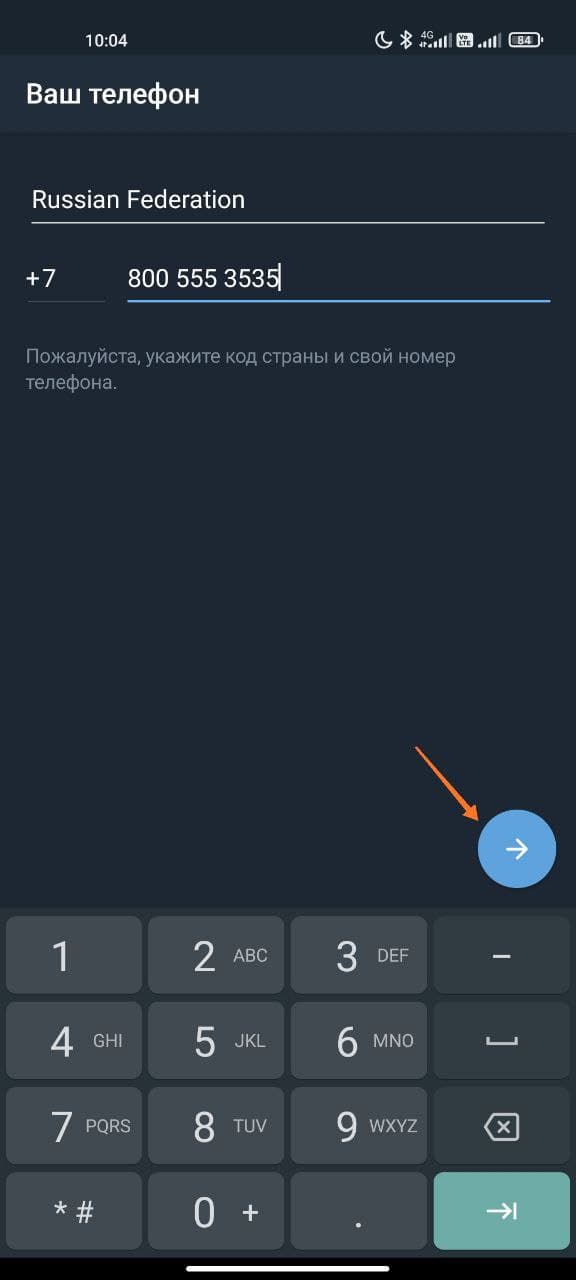 10:04 4G Vo LTE 84
Ваш телефон
Russian Federation
+7 800 555 3535
Пожалуйста, укажите код страны и свой номер
телефона.
1 2 ABC 3 DEF –
4 GHI 5 JKL 6 MNO
7 PQRS 8 TUV 9 WXYZ
* # 0 + .